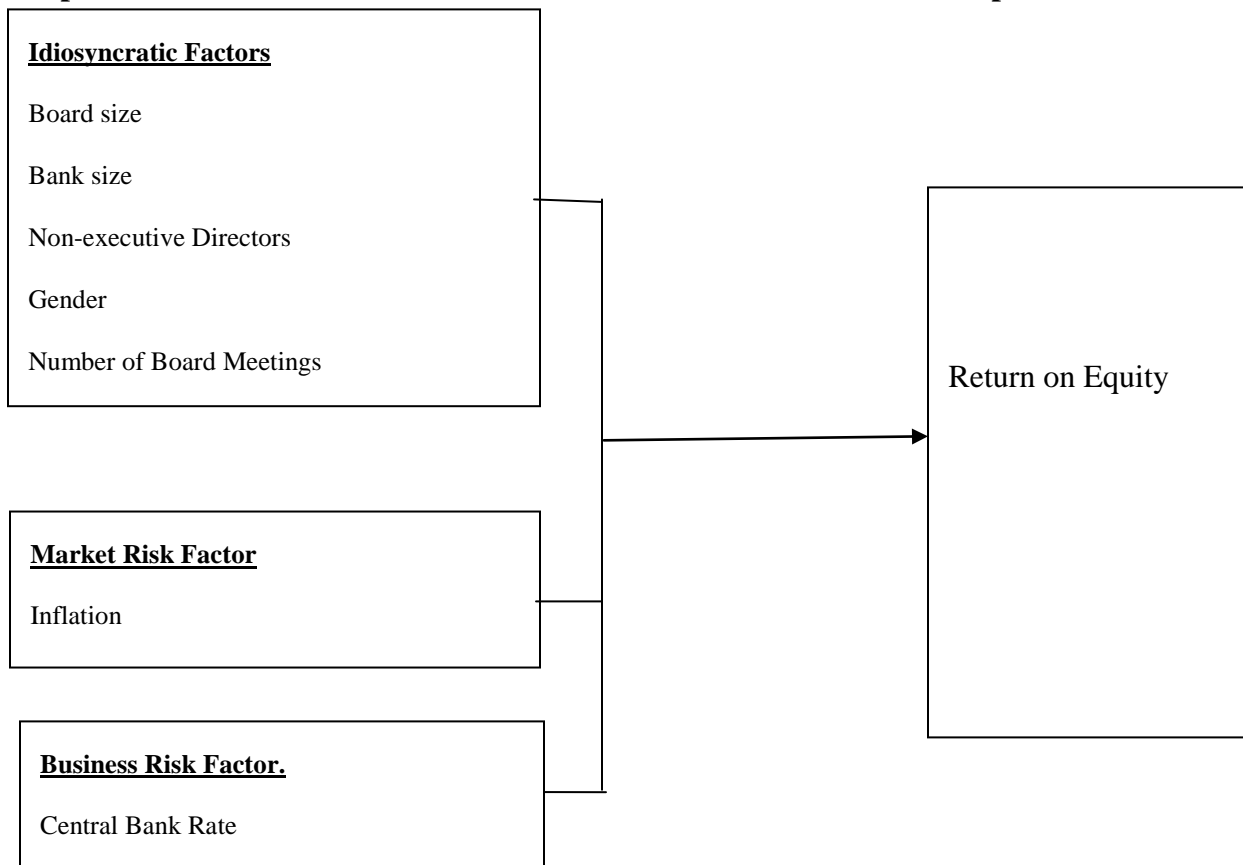 Idiosyncratic Factors
Board size
Bank size
Non-executive Directors
Gender
Number of Board Meetings
Return on Equity
Market Risk Factor
Inflation
Business Risk Factor.
Central Bank Rate